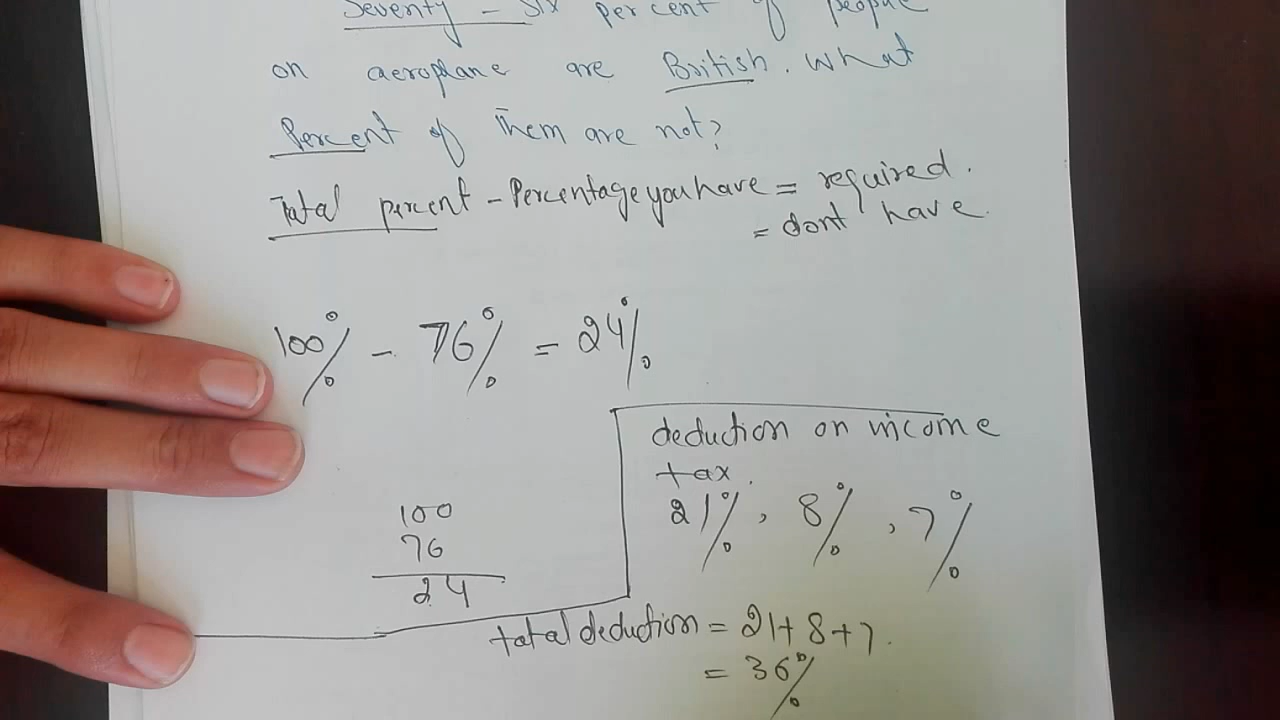 Seventy - Six percent of people
on aeroplane are British. What
Percent of them are not?
Total percent - Percentage you have = required.
= dont have.
100% - 76% = 24%
100
76
24
deduction on income
tax.
21%, 8%, 7%
total deduction = 21+8+7.
= 36%